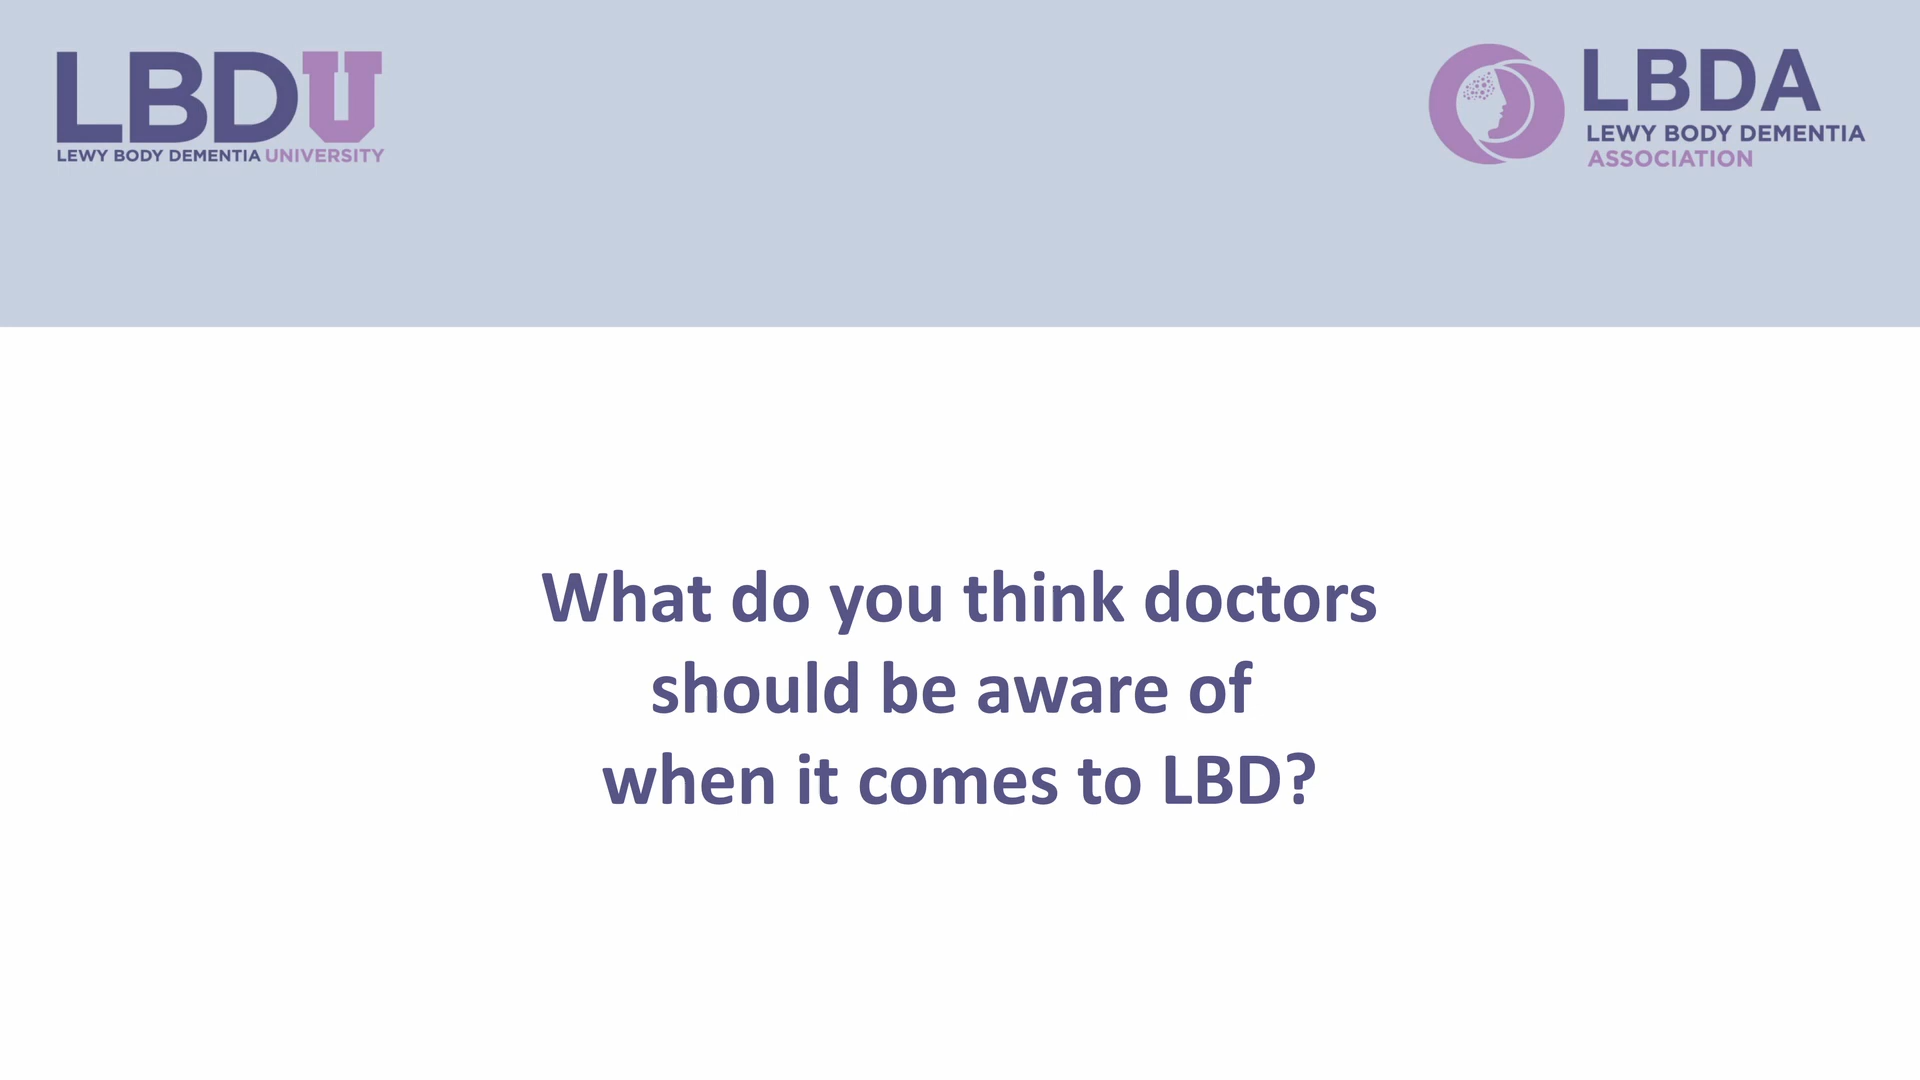 LBDU
LEWY BODY DEMENTIA UNIVERSITY
LBDA
LEWY BODY DEMENTIA
ASSOCIATION
What do you think doctors
should be aware of
when it comes to LBD?